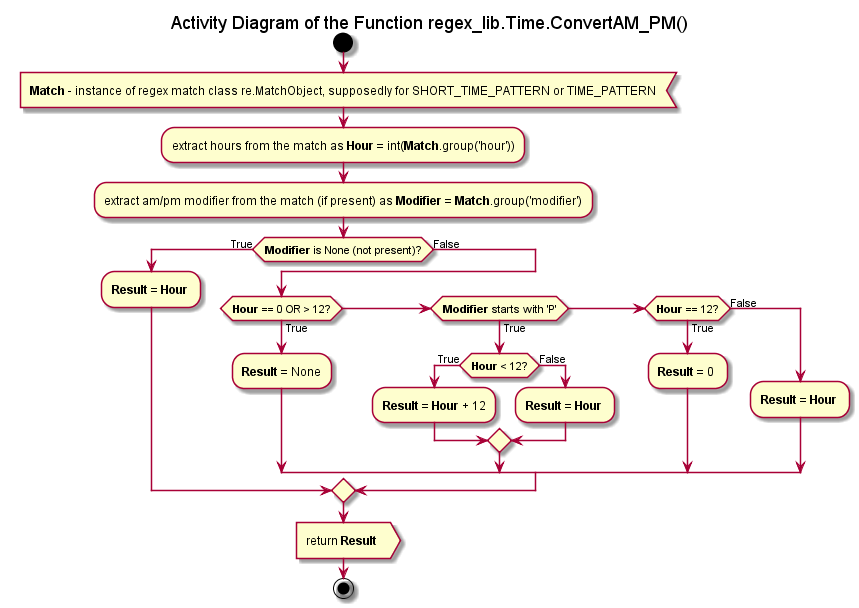 Activity Diagram of the Function regex_lib.Time.ConvertAM_PM()
Match - instance of regex match class re.MatchObject, supposedly for SHORT_TIME_PATTERN or TIME_PATTERN
extract hours from the match as Hour = int(Match.group('hour'))
extract am/pm modifier from the match (if present) as Modifier = Match.group('modifier')
True
Modifier is None (not present)?
False
Result = Hour
Hour == 0 OR > 12?
True
Result = None
Modifier starts with 'P'
True
True
Hour < 12?
False
Result = Hour + 12
Result = Hour
Hour == 12?
False
True
Result = 0
Result = Hour
return Result